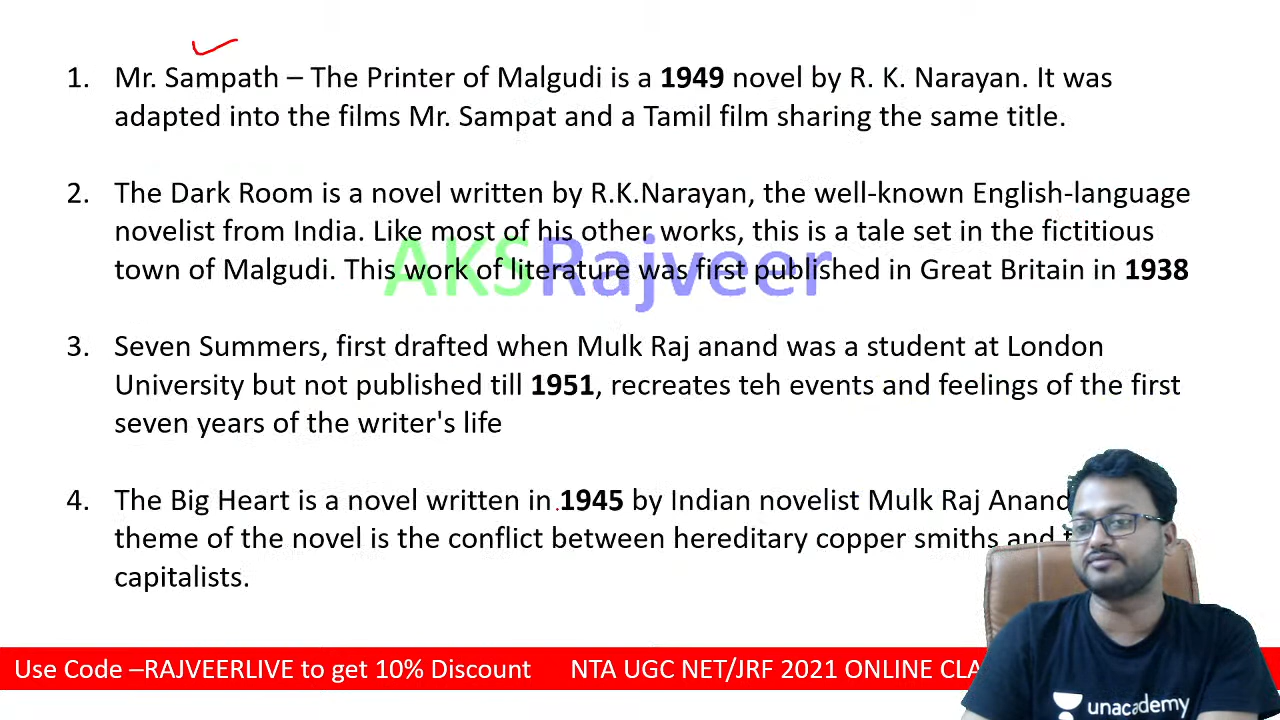 1. Mr. Sampath – The Printer of Malgudi is a 1949 novel by R. K. Narayan. It was
adapted into the films Mr. Sampat and a Tamil film sharing the same title.
2. The Dark Room is a novel written by R.K.Narayan, the well-known English-language
novelist from India. Like most of his other works, this is a tale set in the fictitious
town of Malgudi. This work of literature was first published in Great Britain in 1938
AKSRajveer
3. Seven Summers, first drafted when Mulk Raj anand was a student at London
University but not published till 1951, recreates teh events and feelings of the first
seven years of the writer's life
4. The Big Heart is a novel written in 1945 by Indian novelist Mulk Raj Anand
theme of the novel is the conflict between hereditary copper smiths and
capitalists.
Use Code –RAJVEERLIVE to get 10% Discount NTA UGC NET/JRF 2021 ONLINE
unacademy